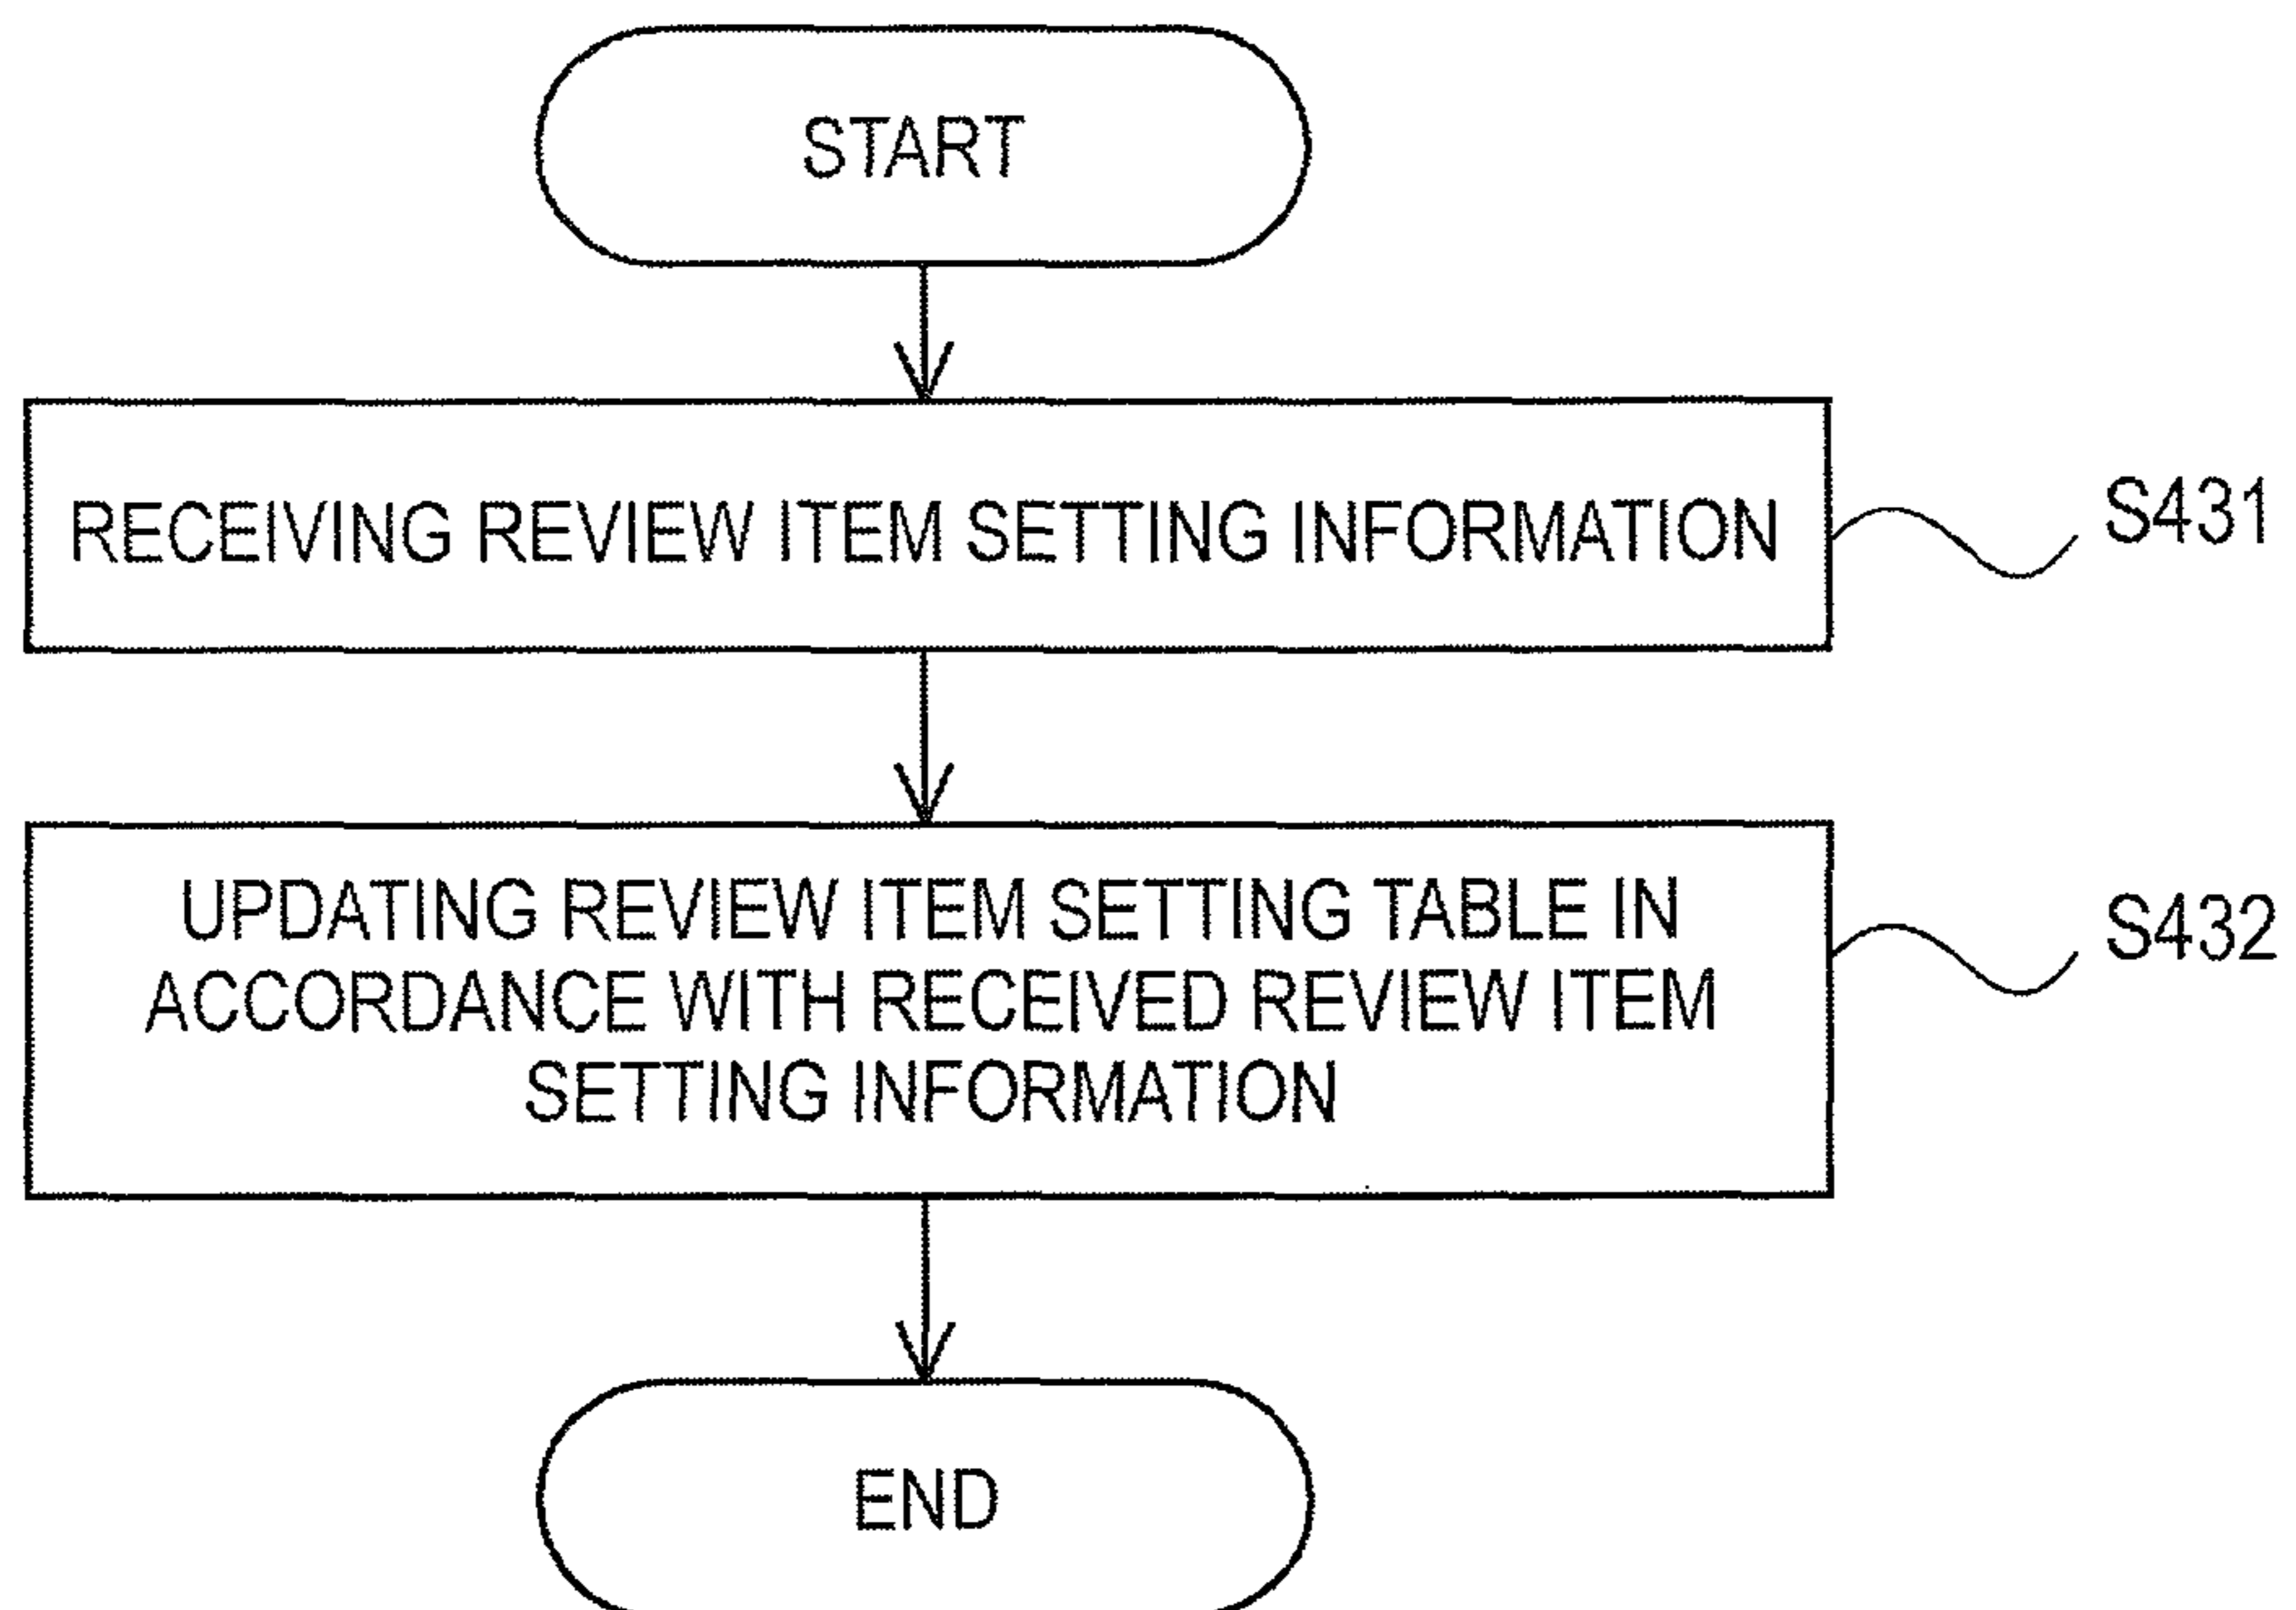 START
RECEIVING REVIEW ITEM SETTING INFORMATION
S431
UPDATING REVIEW ITEM SETTING TABLE IN
ACCORDANCE WITH RECEIVED REVIEW ITEM
SETTING INFORMATION
S432
END